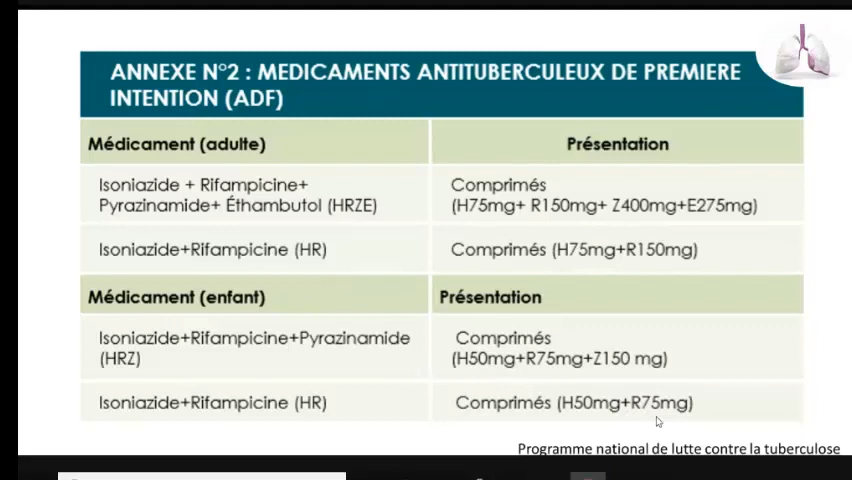 ANNEXE N°2 : MEDICAMENTS ANTITUBERCULEUX DE PREMIERE
INTENTION (ADF)
Médicament (adulte)
Présentation
Isoniazide + Rifampicine+
Pyrazinamide+ Éthambutol (HRZE)
Comprimés
(H75mg+ R150mg+ Z400mg+E275mg)
Isoniazide+Rifampicine (HR)
Comprimés (H75mg+R150mg)
Médicament (enfant)
Présentation
Isoniazide+Rifampicine+Pyrazinamide
(HRZ)
Comprimés
(H50mg+R75mg+Z150 mg)
Isoniazide+Rifampicine (HR)
Comprimés (H50mg+R75mg)
Programme national de lutte contre la tuberculose